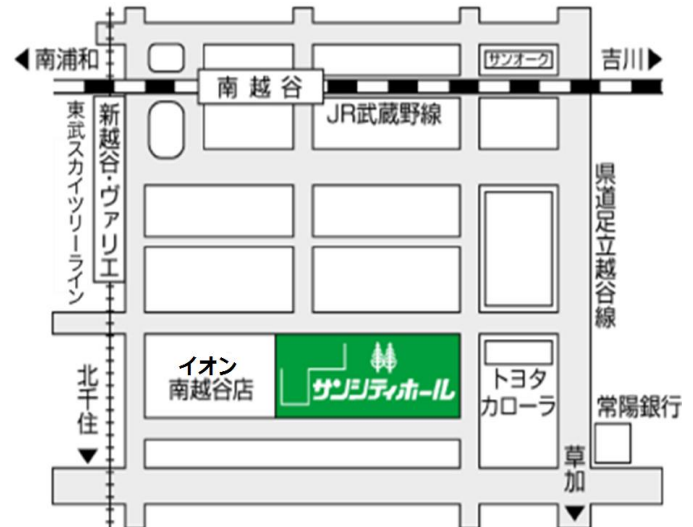 ◀南浦和
サンオーク
吉川▶
南越谷
JR武蔵野線
東武スカイツリーライン
新越谷・ヴァリエ
県道足立越谷線
イオン
南越谷店
サンシティホール
トヨタ
カローラ
常陽銀行
北千住
▼
草加
▼